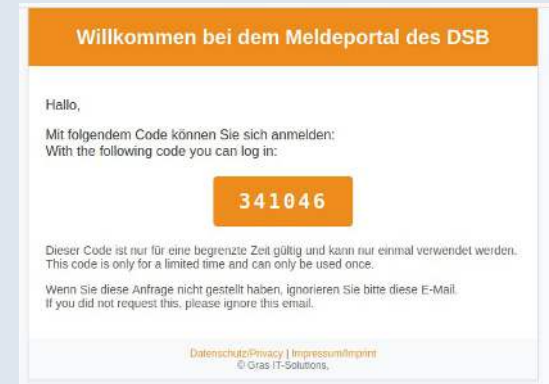 Willkommen bei dem Meldeportal des DSB
Hallo,
Mit folgendem Code können Sie sich anmelden:
With the following code you can log in:
341046
Dieser Code ist nur für eine begrenzte Zeit gültig und kann nur einmal verwendet werden.
This code is only for a limited time and can only be used once.
Wenn Sie diese Anfrage nicht gestellt haben, ignorieren Sie bitte diese E-Mail.
If you did not request this, please ignore this email.
Datenschutz/Privacy | Impressum/Imprint
© Gras IT-Solutions,